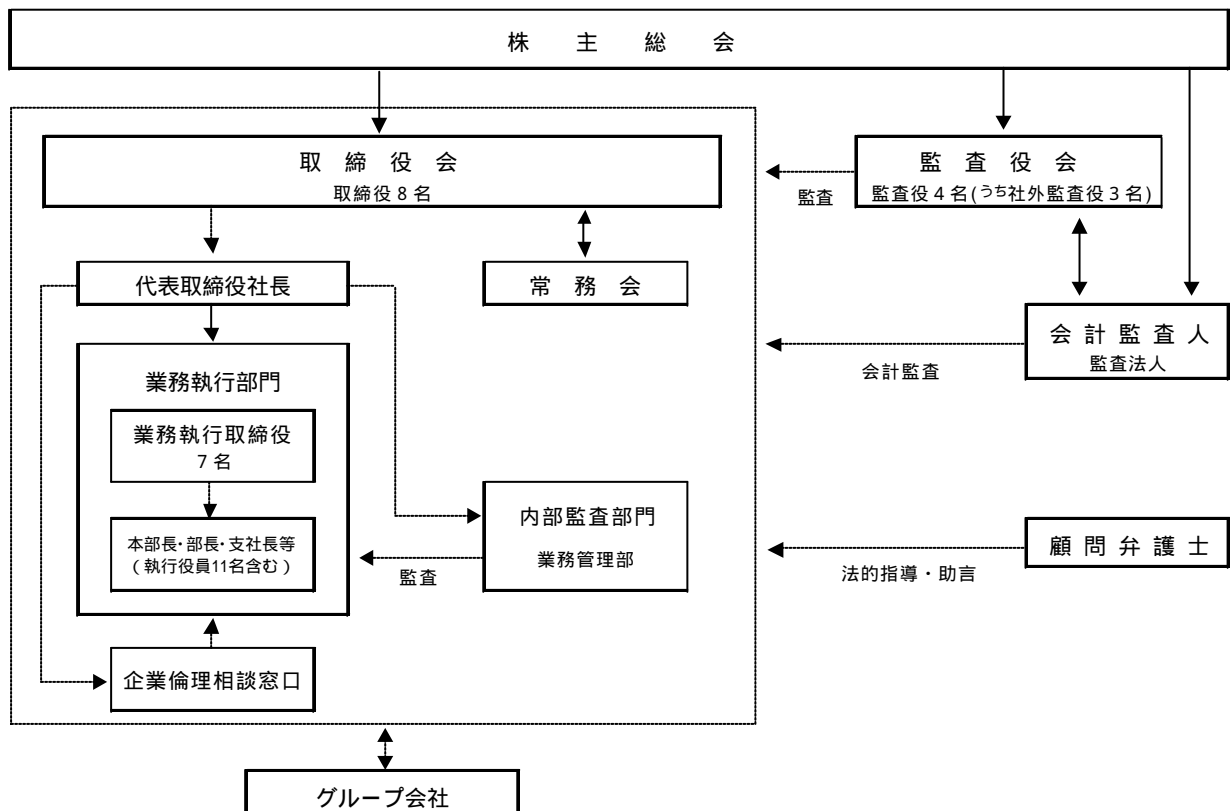 株主総会
取締役会
取締役8名
監査
監査役会
監査役4名(うち社外監査役3名)
代表取締役社長
常務会
会計監査人
監査法人
会計監査
業務執行部門
業務執行取締役
7名
本部長・部長・支社長等
(執行役員11名含む)
監査
内部監査部門
業務管理部
顧問弁護士
法的指導・助言
企業倫理相談窓口
グループ会社